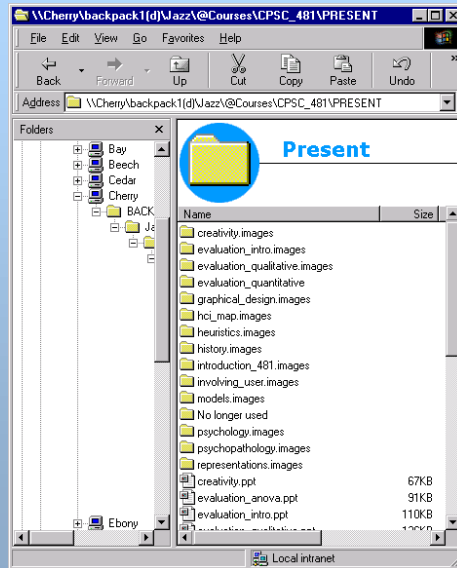 \\Cherry\backpack1(d)\Jazz\@Courses\CPSC_481\PRESENT
File Edit View Go Favorites Help
Back Forward Up Cut Copy Paste Undo »
Address \\Cherry\backpack1(d)\Jazz\@Courses\CPSC_481\PRESENT
Folders
Bay
Beech
Cedar
Cherry
BACK
Ja
Ebony
Present
Name Size
creativity.images
evaluation_intro.images
evaluation_qualitative.images
evaluation_quantitative
graphical_design.images
hci_map.images
heuristics.images
history.images
introduction_481.images
involving_user.images
models.images
No longer used
psychology.images
psychopathology.images
representations.images
creativity.ppt 67KB
evaluation_anova.ppt 91KB
evaluation_intro.ppt 110KB
evaluation_qualitative.ppt
Local intranet